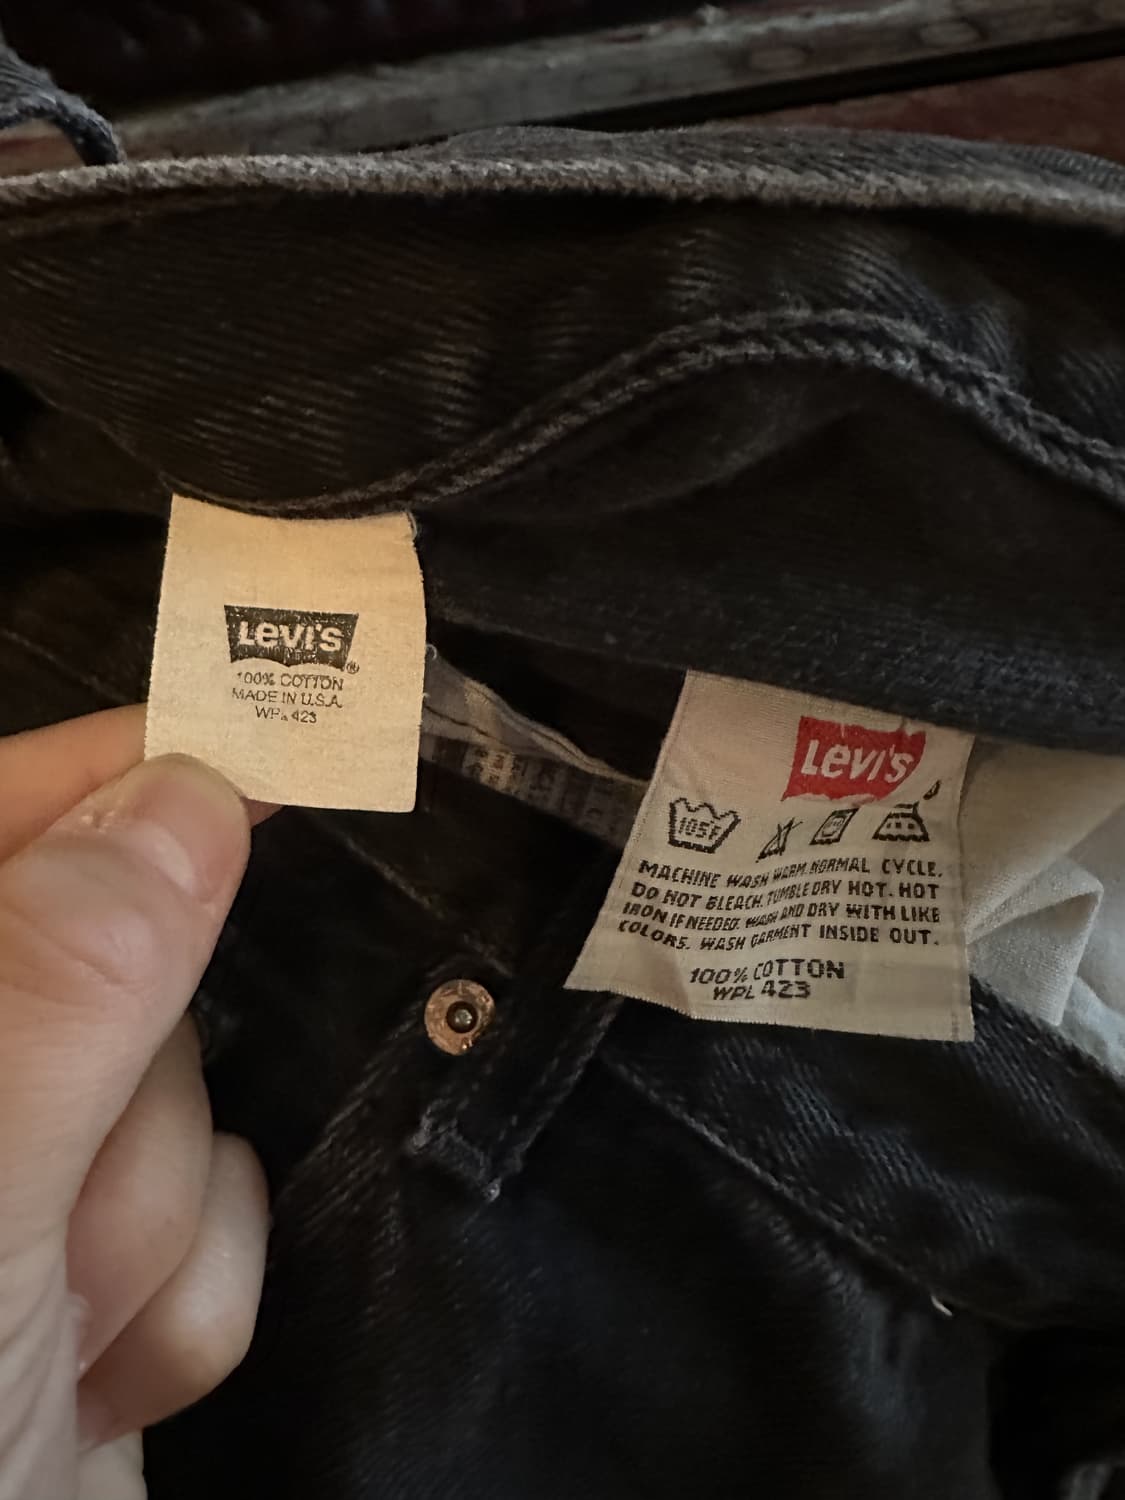 Levi's
®
100% COTTON
MADE IN U.S.A.
WPL 423
Levi's
105F
MACHINE WASH WARM. NORMAL CYCLE.
DO NOT BLEACH. TUMBLE DRY HOT. HOT
IRON IF NEEDED. WASH AND DRY WITH LIKE
COLORS. WASH GARMENT INSIDE OUT.
100% COTTON
WPL 423